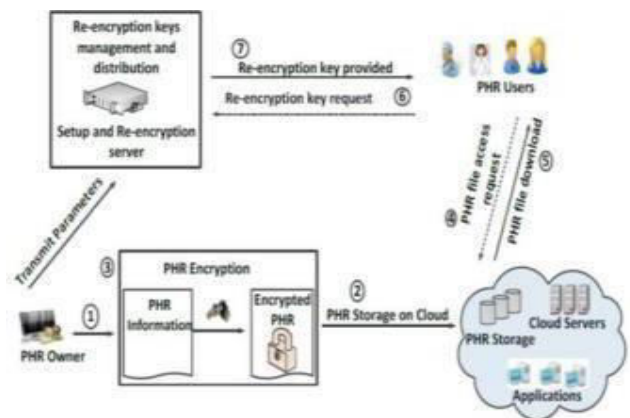 Re-encryption keys
management and
distribution
Setup and Re-encryption
server
⑦
Re-encryption key provided
Re-encryption key request
⑥
PHR Users
④
PHR file access
request
PHR file download
⑤
Transmit Parameters
③
PHR Encryption
①
PHR
Information
Encrypted
PHR
②
PHR Storage on Cloud
PHR Owner
Cloud Servers
PHR Storage
Applications